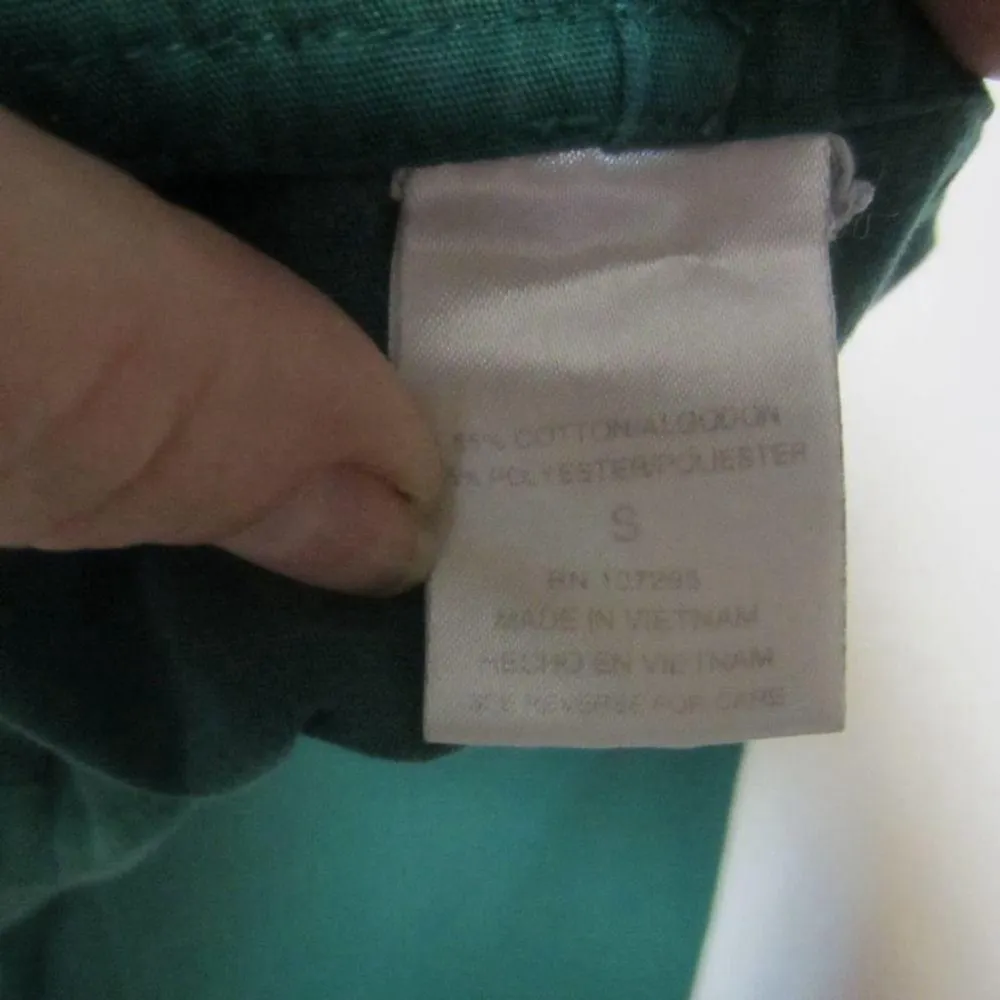 COTTON/ALGODON
POLYESTER/POLIESTER
S
RN 107295
MADE IN VIETNAM
HECHO EN VIETNAM
SEE REVERSE FOR CARE